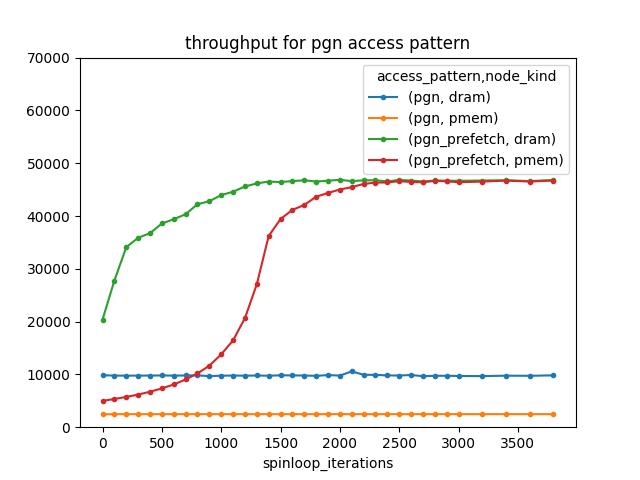 throughput for pgn access pattern
70000
60000
50000
40000
30000
20000
10000
0
access_pattern,node_kind
(pgn, dram)
(pgn, pmem)
(pgn_prefetch, dram)
(pgn_prefetch, pmem)
0 500 1000 1500 2000 2500 3000 3500
spinloop_iterations